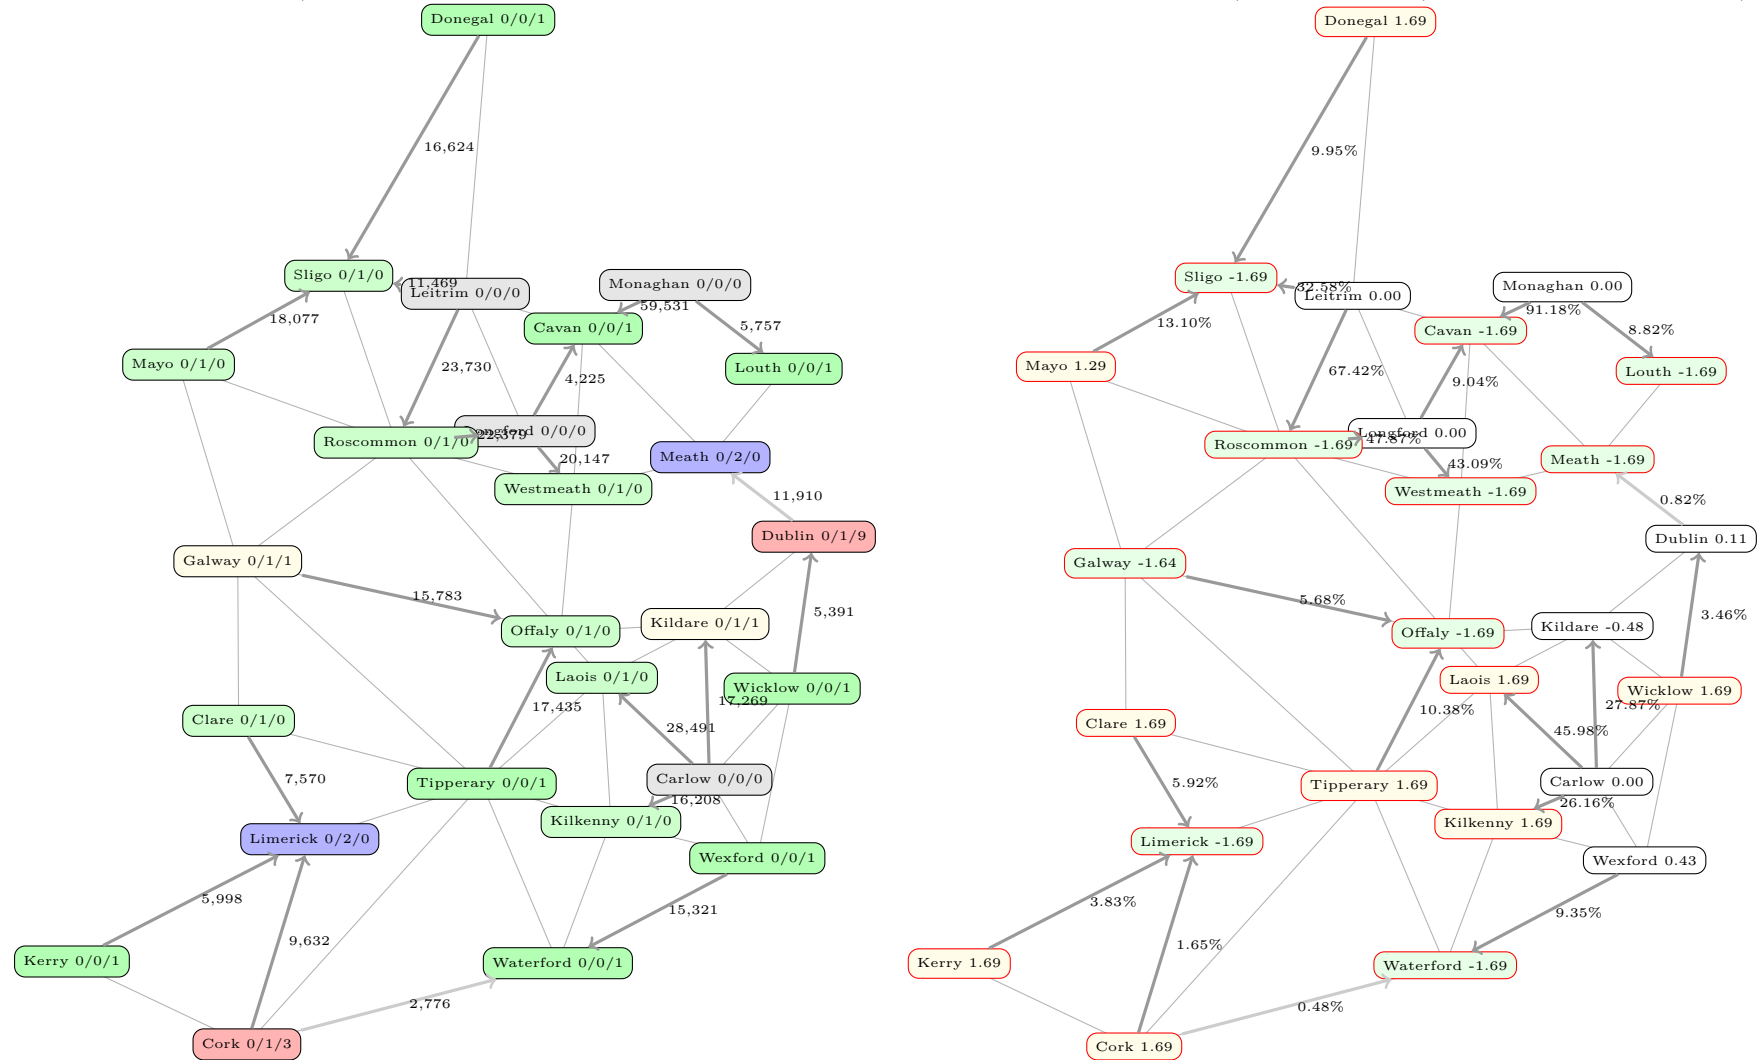 Donegal 0/0/1
16,624
Sligo 0/1/0
11,469
Leitrim 0/0/0
Monaghan 0/0/0
59,531
18,077
Cavan 0/0/1
5,757
Mayo 0/1/0
23,730
Louth 0/0/1
4,225
Roscommon 0/1/0
22,379
Longford 0/0/0
20,147
Meath 0/2/0
Westmeath 0/1/0
11,910
Dublin 0/1/9
Galway 0/1/1
15,783
5,391
Offaly 0/1/0
Kildare 0/1/1
Laois 0/1/0
Wicklow 0/0/1
17,269
17,435
Clare 0/1/0
28,491
7,570
Tipperary 0/0/1
Carlow 0/0/0
16,208
Kilkenny 0/1/0
Limerick 0/2/0
Wexford 0/0/1
5,998
15,321
9,632
Kerry 0/0/1
Waterford 0/0/1
2,776
Cork 0/1/3
Donegal 1.69
9.95%
Sligo -1.69
32.58%
Leitrim 0.00
Monaghan 0.00
91.18%
13.10%
Cavan -1.69
8.82%
Mayo 1.29
67.42%
Louth -1.69
9.04%
Roscommon -1.69
47.87%
Longford 0.00
43.09%
Meath -1.69
Westmeath -1.69
0.82%
Dublin 0.11
Galway -1.64
5.68%
3.46%
Offaly -1.69
Kildare -0.48
Laois 1.69
Wicklow 1.69
27.87%
10.38%
Clare 1.69
45.98%
5.92%
Tipperary 1.69
Carlow 0.00
26.16%
Kilkenny 1.69
Limerick -1.69
Wexford 0.43
3.83%
9.35%
1.65%
Kerry 1.69
Waterford -1.69
0.48%
Cork 1.69